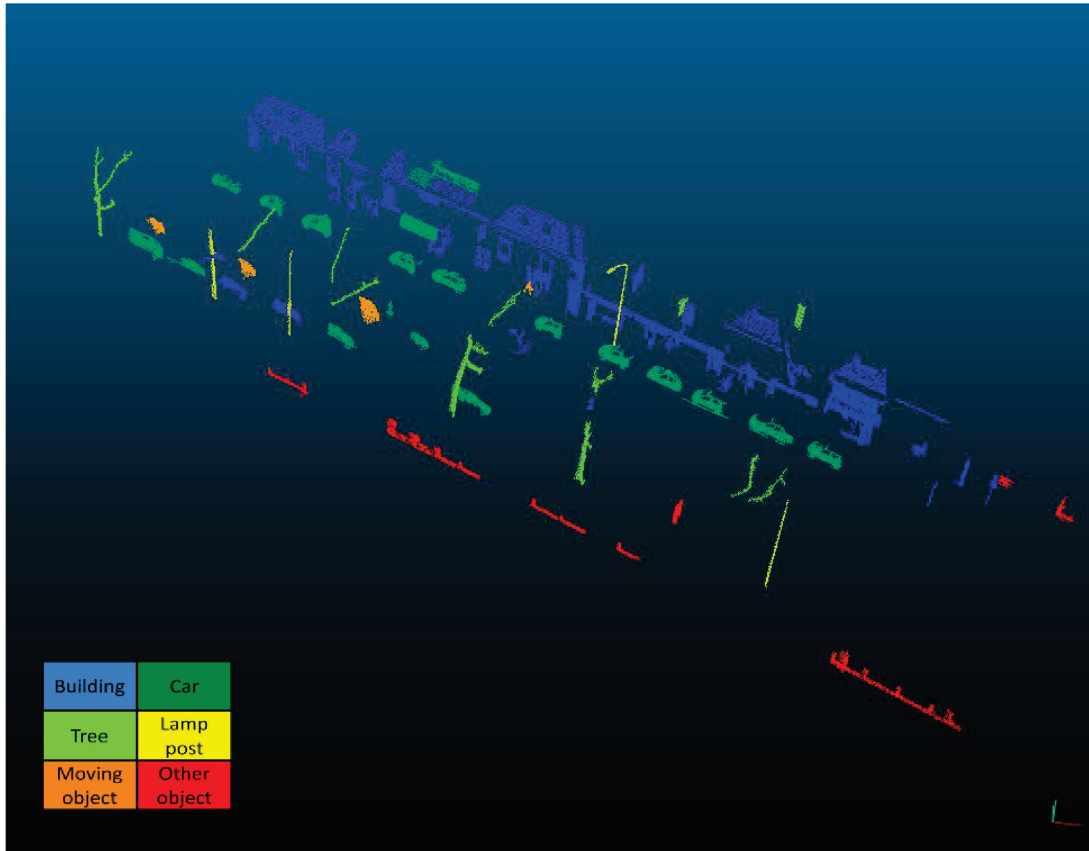 Building
Car
Tree
Lamp
post
Moving
object
Other
object